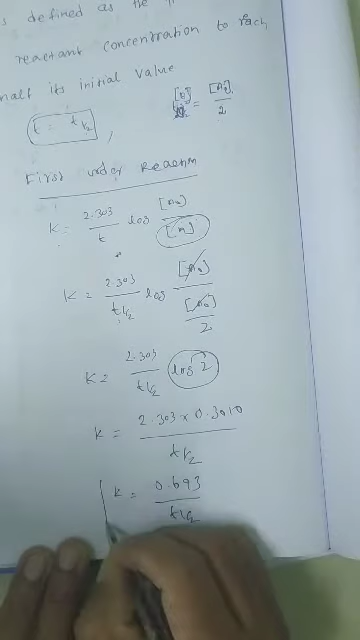 s defined as the
reactant concentration to reach
half its initial value
t = t½ , [A] = [A₀]/2
First order Reactn
K = 2.303/t log [A₀]/[A]
K = 2.303/t½ log [A₀]/([A₀]/2)
K = 2.303/t½ log 2
K = 2.303 x 0.3010/t½
K = 0.693/t½